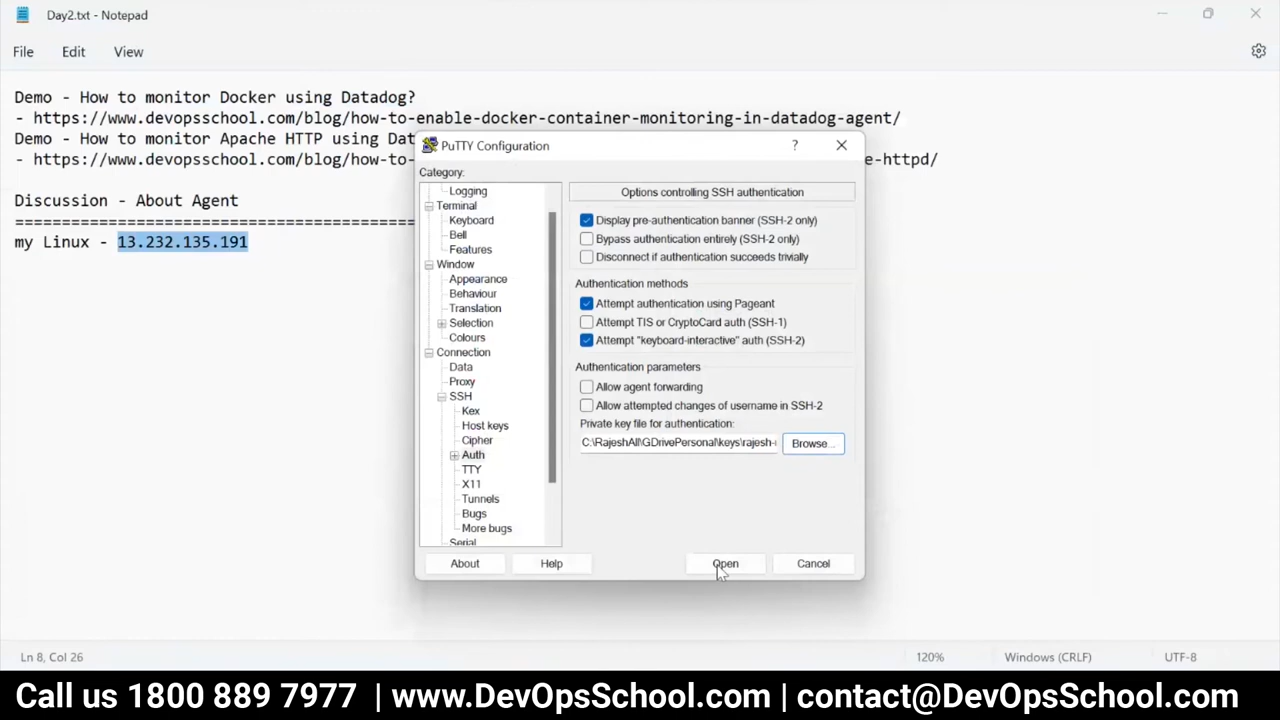 Day2.txt - Notepad
File Edit View
Demo - How to monitor Docker using Datadog?
- https://www.devopsschool.com/blog/how-to-enable-docker-container-monitoring-in-datadog-agent/
Demo - How to monitor Apache HTTP using Dat
- https://www.devopsschool.com/blog/how-to- e-httpd/
Discussion - About Agent
================================================
my Linux - 13.232.135.191
PuTTY Configuration ?
Category:
Logging
Terminal
Keyboard
Bell
Features
Window
Appearance
Behaviour
Translation
Selection
Colours
Connection
Data
Proxy
SSH
Kex
Host keys
Cipher
Auth
TTY
X11
Tunnels
Bugs
More bugs
Serial
Options controlling SSH authentication
Display pre-authentication banner (SSH-2 only)
Bypass authentication entirely (SSH-2 only)
Disconnect if authentication succeeds trivially
Authentication methods
Attempt authentication using Pageant
Attempt TIS or CryptoCard auth (SSH-1)
Attempt "keyboard-interactive" auth (SSH-2)
Authentication parameters
Allow agent forwarding
Allow attempted changes of username in SSH-2
Private key file for authentication:
C:\RajeshAll\GDrivePersonal\keys\rajesh- Browse...
About Help Open Cancel
Ln 8, Col 26 120% Windows (CRLF) UTF-8
Call us 1800 889 7977 | www.DevOpsSchool.com | contact@DevOpsSchool.com